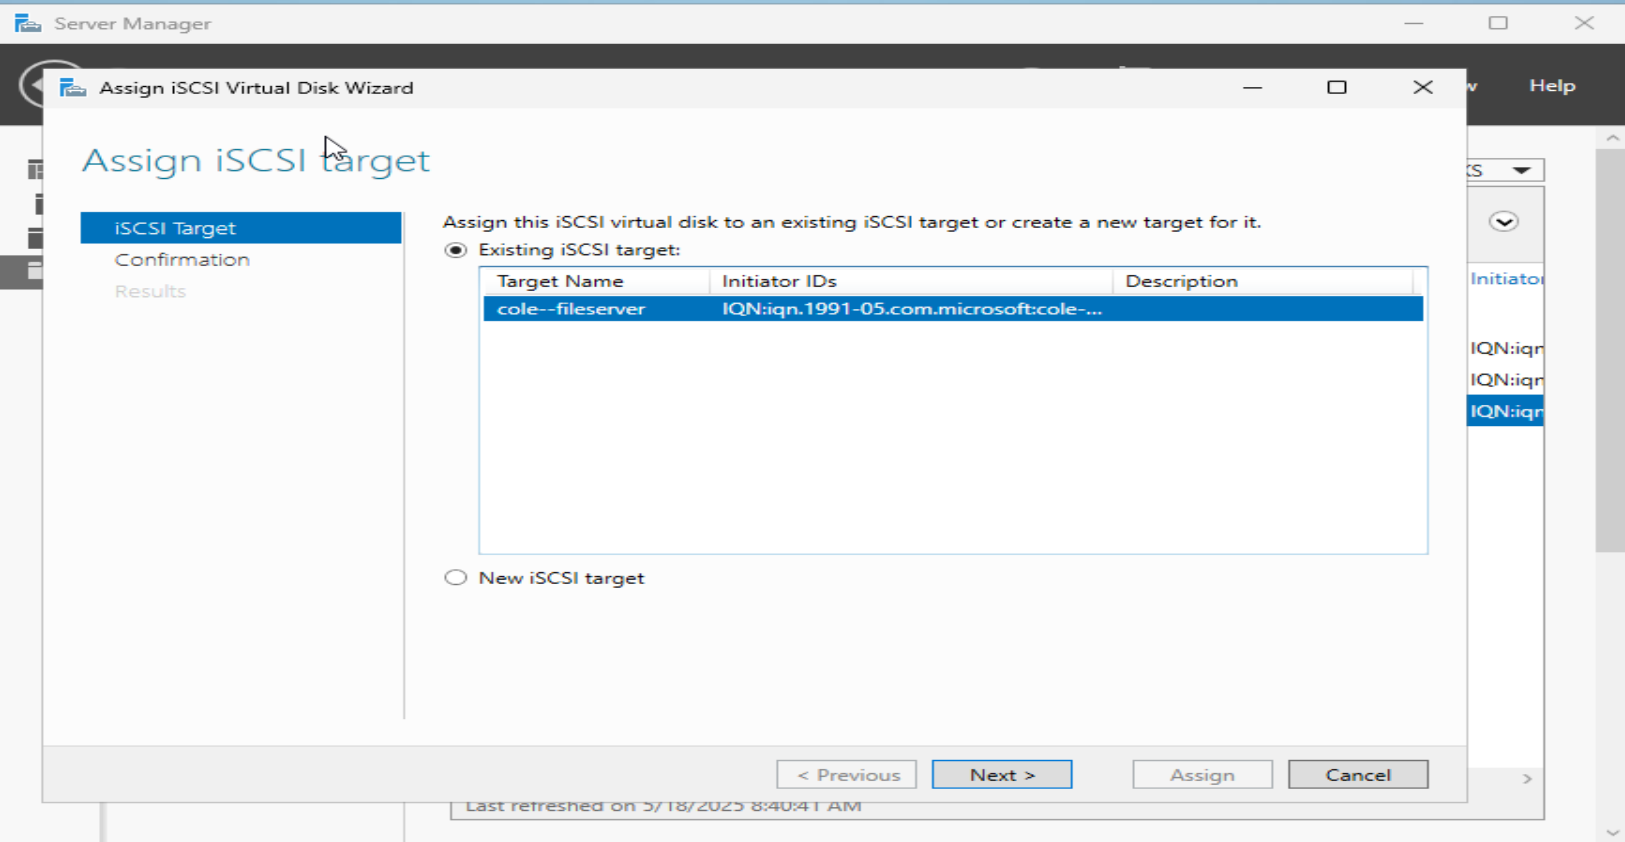 Server Manager
Assign iSCSI Virtual Disk Wizard
Help
Assign iSCSI target
iSCSI Target
Confirmation
Results
Assign this iSCSI virtual disk to an existing iSCSI target or create a new target for it.
Existing iSCSI target:
Target Name Initiator IDs Description
cole--fileserver IQN:iqn.1991-05.com.microsoft:cole-...
New iSCSI target
Initiator
IQN:iqn
IQN:iqn
IQN:iqn
< Previous Next > Assign Cancel
Last refreshed on 5/18/2025 8:40:41 AM